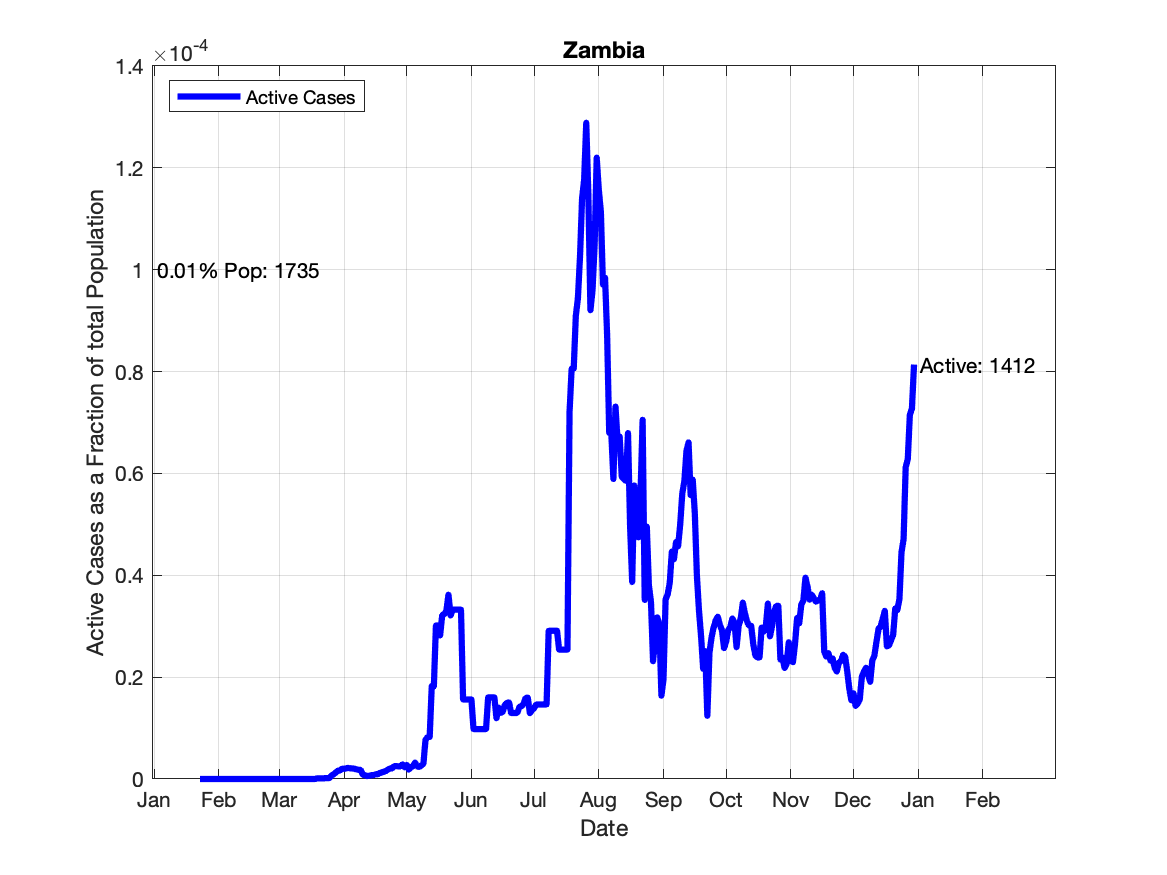 Zambia
×10-4
Active Cases
1.4
1.2
1
0.8
0.6
0.4
0.2
0
0.01% Pop: 1735
Active: 1412
Active Cases as a Fraction of total Population
Jan Feb Mar Apr May Jun Jul Aug Sep Oct Nov Dec Jan Feb
Date